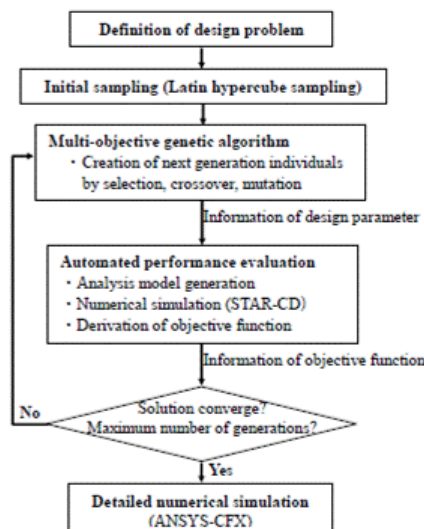 Definition of design problem
Initial sampling (Latin hypercube sampling)
Multi-objective genetic algorithm
・Creation of next generation individuals
by selection, crossover, mutation
Information of design parameter
Automated performance evaluation
・Analysis model generation
・Numerical simulation (STAR-CD)
・Derivation of objective function
Information of objective function
No
Solution converge?
Maximum number of generations?
Yes
Detailed numerical simulation
(ANSYS-CFX)